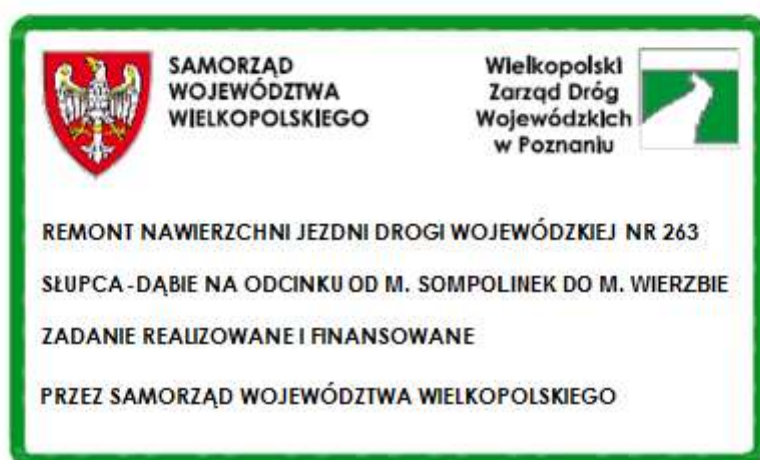 SAMORZĄD
WOJEWÓDZTWA
WIELKOPOLSKIEGO
Wielkopolski
Zarząd Dróg
Wojewódzkich
w Poznaniu
REMONT NAWIERZCHNI JEZDNI DROGI WOJEWÓDZKIEJ NR 263
SŁUPCA - DĄBIE NA ODCINKU OD M. SOMPOLINEK DO M. WIERZBIE
ZADANIE REALIZOWANE I FINANSOWANE
PRZEZ SAMORZĄD WOJEWÓDZTWA WIELKOPOLSKIEGO